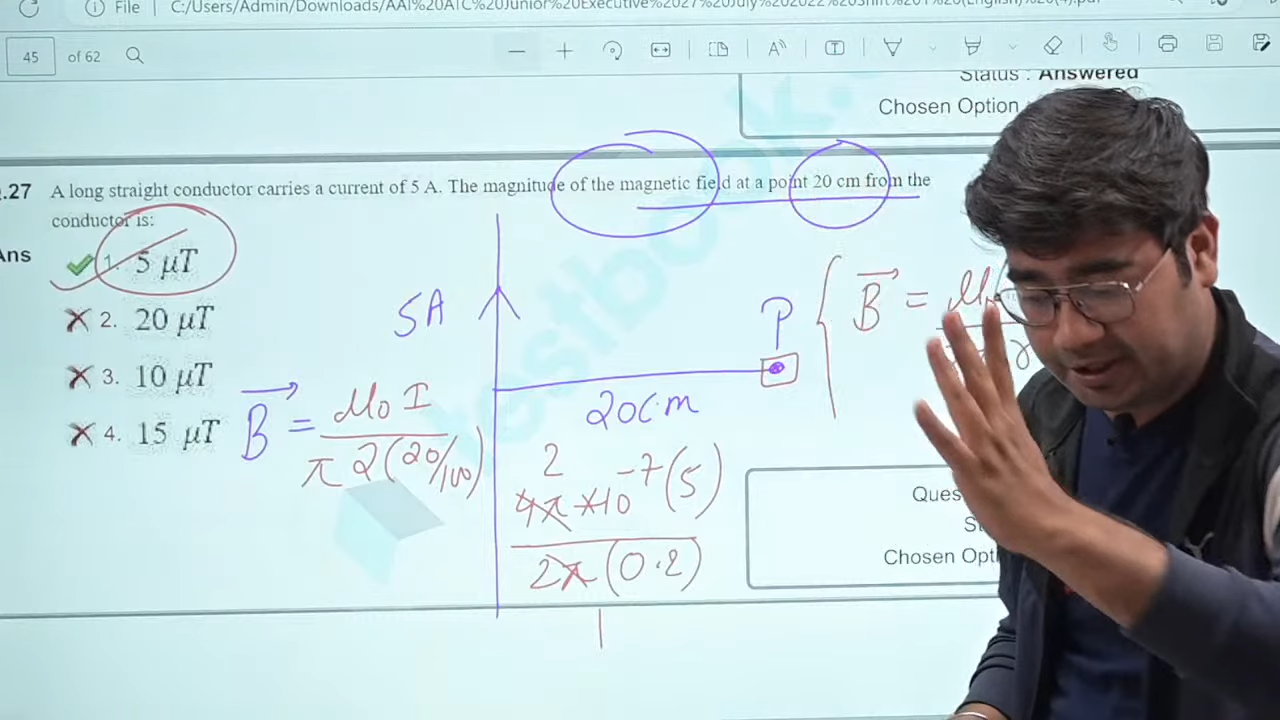 File C:/Users/Admin/Downloads/AAI%20ATC%20Junior%20Executive%2027%20July%202022%20Shift%201%20(English)%20(4).pdf
45 of 62
Status : Answered
Chosen Option
.27 A long straight conductor carries a current of 5 A. The magnitude of the magnetic field at a point 20 cm from the
conductor is:
Ans 1. 5 μT
2. 20 μT
3. 10 μT
4. 15 μT
5A
P
20cm
B = μ0 I
π 2 (20/100)
2
4π × 10 -7 (5)
2π (0.2)
B =
Ques
St
Chosen Opti
testbook.